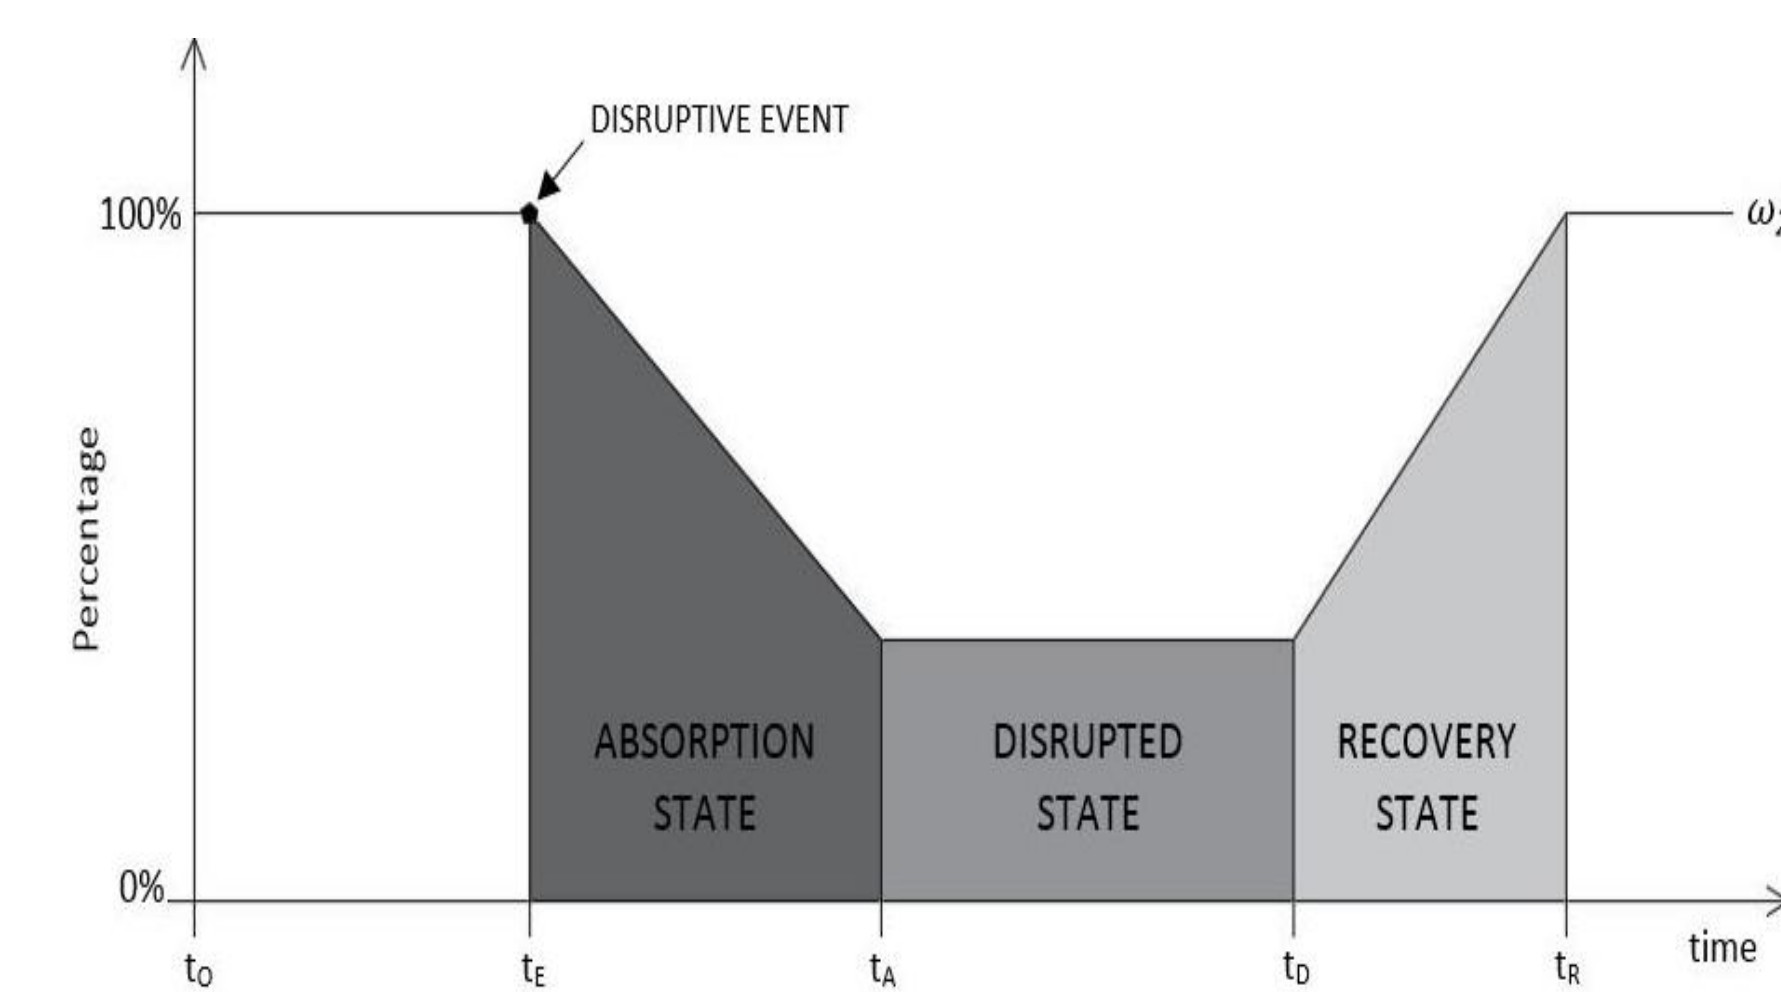 DISRUPTIVE EVENT
100%
ω
Percentage
ABSORPTION
STATE
DISRUPTED
STATE
RECOVERY
STATE
0%
time
tO
tE
tA
tD
tR